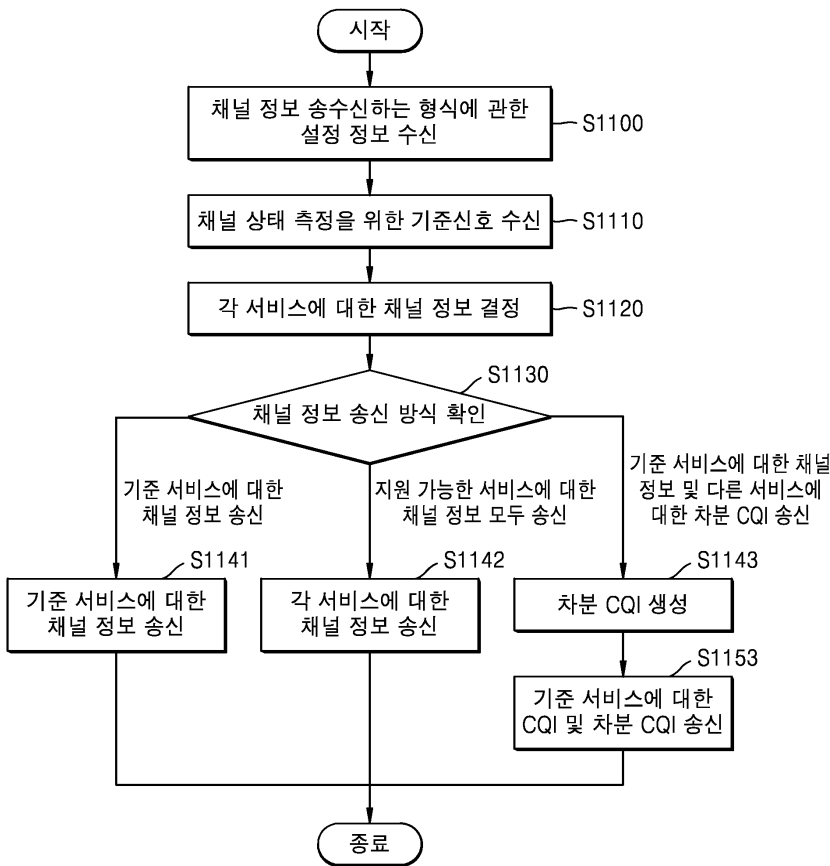 시작
채널 정보 송수신하는 형식에 관한
설정 정보 수신
S1100
채널 상태 측정을 위한 기준신호 수신
S1110
각 서비스에 대한 채널 정보 결정
S1120
S1130
채널 정보 송신 방식 확인
기준 서비스에 대한
채널 정보 송신
지원 가능한 서비스에 대한
채널 정보 모두 송신
기준 서비스에 대한 채널
정보 및 다른 서비스에
대한 차분 CQI 송신
S1141
기준 서비스에 대한
채널 정보 송신
S1142
각 서비스에 대한
채널 정보 송신
S1143
차분 CQI 생성
S1153
기준 서비스에 대한
CQI 및 차분 CQI 송신
종료